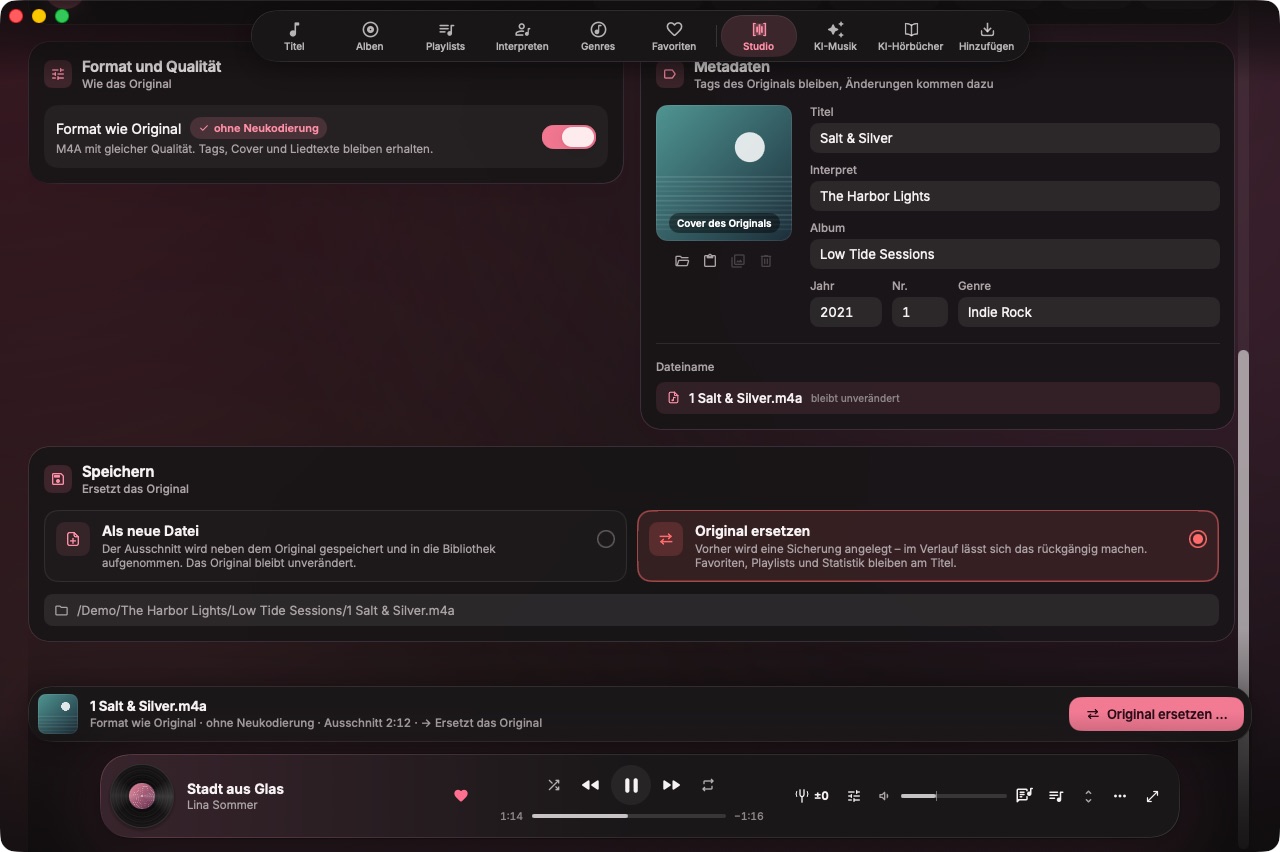 Titel
Alben
Playlists
Interpreten
Genres
Favoriten
Studio
KI-Musik
KI-Hörbücher
Hinzufügen
Format und Qualität
Wie das Original
Format wie Original
ohne Neukodierung
M4A mit gleicher Qualität. Tags, Cover und Liedtexte bleiben erhalten.
Metadaten
Tags des Originals bleiben, Änderungen kommen dazu
Cover des Originals
Titel
Salt & Silver
Interpret
The Harbor Lights
Album
Low Tide Sessions
Jahr Nr. Genre
2021 1 Indie Rock
Dateiname
1 Salt & Silver.m4a bleibt unverändert
Speichern
Ersetzt das Original
Als neue Datei
Der Ausschnitt wird neben dem Original gespeichert und in die Bibliothek
aufgenommen. Das Original bleibt unverändert.
Original ersetzen
Vorher wird eine Sicherung angelegt – im Verlauf lässt sich das rückgängig machen.
Favoriten, Playlists und Statistik bleiben am Titel.
/Demo/The Harbor Lights/Low Tide Sessions/1 Salt & Silver.m4a
1 Salt & Silver.m4a
Format wie Original · ohne Neukodierung · Ausschnitt 2:12 · → Ersetzt das Original
Original ersetzen ...
Stadt aus Glas
Lina Sommer
1:14
−1:16
±0